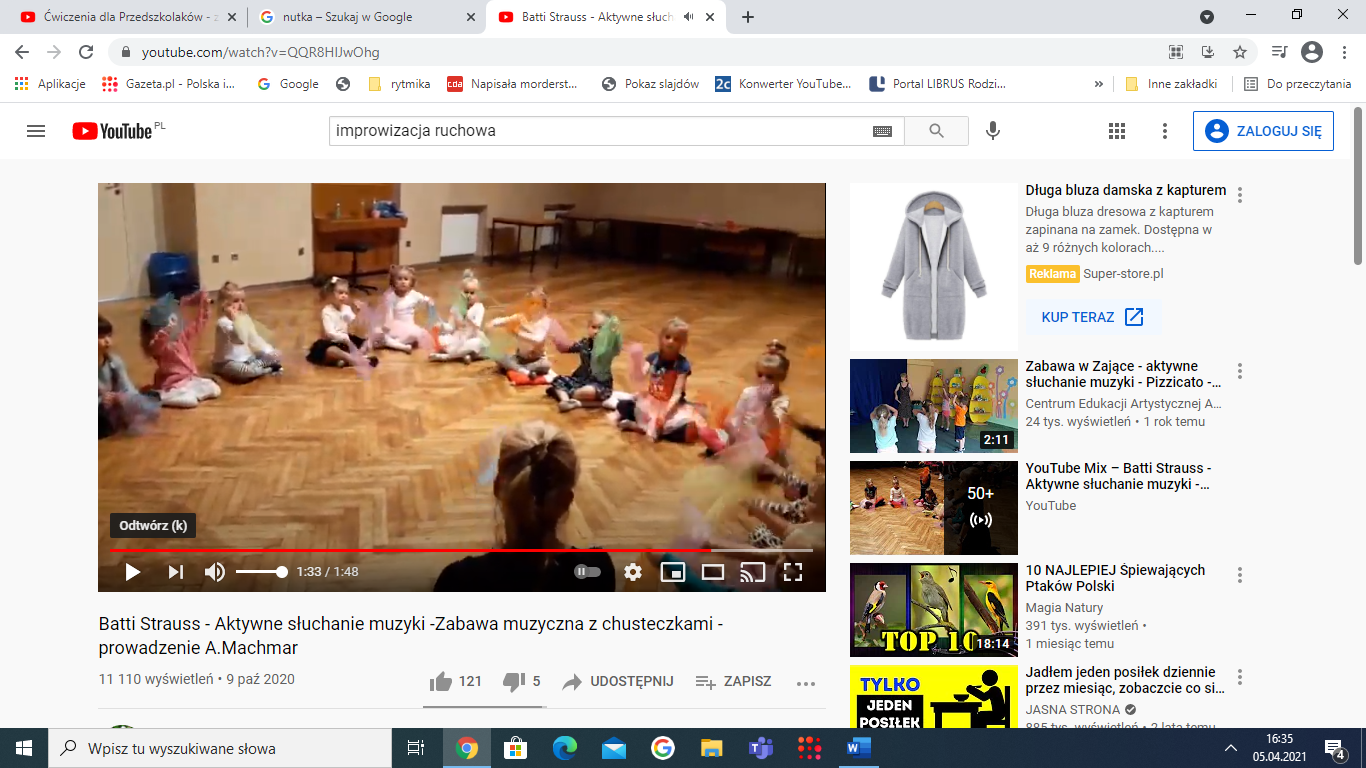 Ćwiczenia dla Przedszkolaków - z
nutka – Szukaj w Google
Batti Strauss - Aktywne słuch
youtube.com/watch?v=QQR8HIJwOhg
Aplikacje
Gazeta.pl - Polska i...
Google
rytmika
cda
Napisała morderst...
Pokaz slajdów
2c
Konwerter YouTube...
Portal LIBRUS Rodzi...
»
Inne zakładki
Do przeczytania
YouTube PL
improwizacja ruchowa
ZALOGUJ SIĘ
Odtwórz (k)
1:33 / 1:48
Batti Strauss - Aktywne słuchanie muzyki -Zabawa muzyczna z chusteczkami -
prowadzenie A.Machmar
11 110 wyświetleń • 9 paź 2020
121
5
UDOSTĘPNIJ
ZAPISZ
Długa bluza damska z kapturem
Długa bluza dresowa z kapturem
zapinana na zamek. Dostępna w
aż 9 różnych kolorach....
Reklama Super-store.pl
KUP TERAZ
2:11
Zabawa w Zające - aktywne
słuchanie muzyki - Pizzicato -...
Centrum Edukacji Artystycznej A...
24 tys. wyświetleń • 1 rok temu
50+
YouTube Mix – Batti Strauss -
Aktywne słuchanie muzyki -...
YouTube
TOP 10
18:14
10 NAJLEPIEJ Śpiewających
Ptaków Polski
Magia Natury
391 tys. wyświetleń •
1 miesiąc temu
TYLKO
JEDEN
POSIŁEK
Jadłem jeden posiłek dziennie
przez miesiąc, zobaczcie co si...
JASNA STRONA
885 tys. wyświetleń • 2 lata temu
Wpisz tu wyszukiwane słowa
16:35
05.04.2021
4